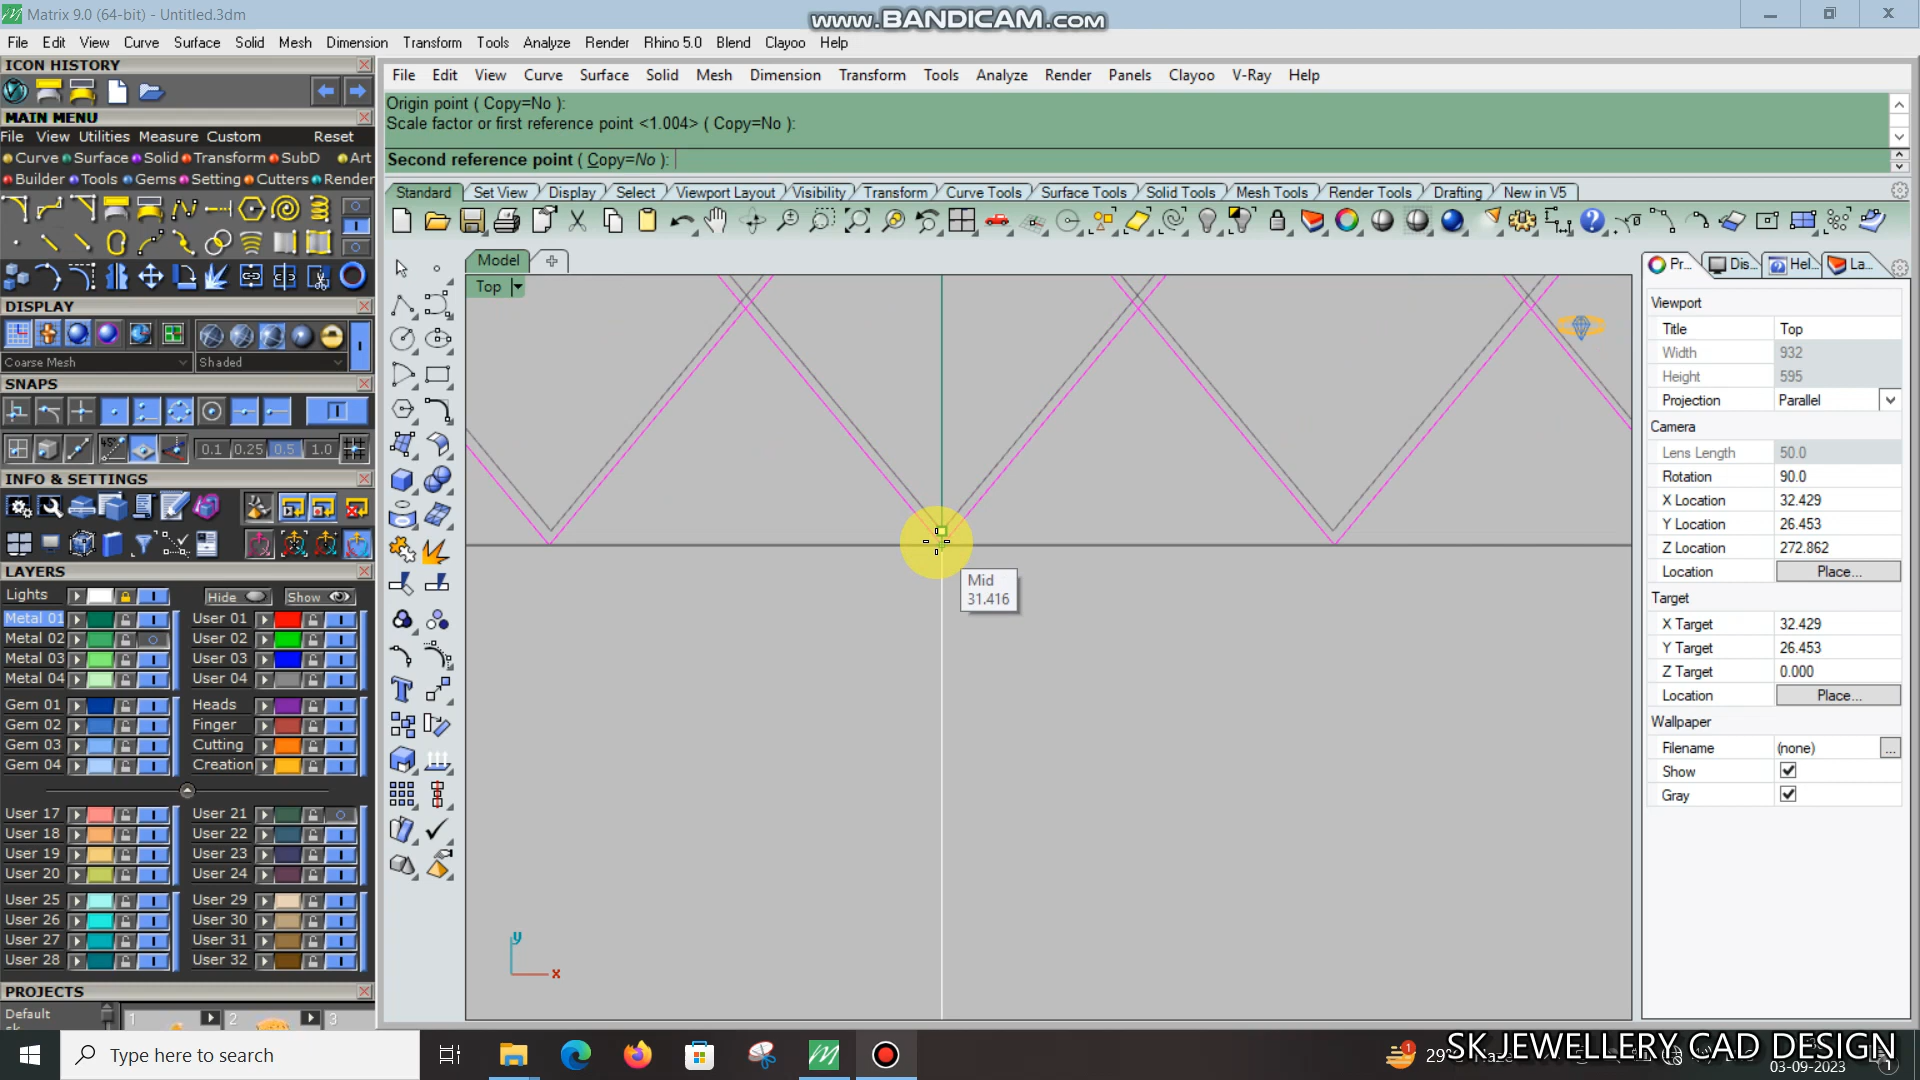 Matrix 9.0 (64-bit) - Untitled.3dm
www.BANDICAM.com
File Edit View Curve Surface Solid Mesh Dimension Transform Tools Analyze Render Rhino 5.0 Blend Clayoo Help
ICON HISTORY
MAIN MENU
File View Utilities Measure Custom Reset
Curve Surface Solid Transform SubD Art
Builder Tools Gems Setting Cutters Render
DISPLAY
Coarse Mesh Shaded
SNAPS
0.1 0.25 0.5 1.0
INFO & SETTINGS
LAYERS
Lights Hide Show
Metal 01 User 01
Metal 02 User 02
Metal 03 User 03
Metal 04 User 04
Gem 01 Heads
Gem 02 Finger
Gem 03 Cutting
Gem 04 Creation
User 17 User 21
User 18 User 22
User 19 User 23
User 20 User 24
User 25 User 29
User 26 User 30
User 27 User 31
User 28 User 32
PROJECTS
Default 1 2 3
File Edit View Curve Surface Solid Mesh Dimension Transform Tools Analyze Render Panels Clayoo V-Ray Help
Origin point ( Copy=No ):
Scale factor or first reference point <1.004> ( Copy=No ):
Second reference point ( Copy=No ):
Standard Set View Display Select Viewport Layout Visibility Transform Curve Tools Surface Tools Solid Tools Mesh Tools Render Tools Drafting New in V5
Model
Top
Mid
31.416
y
x
Pr... Dis... Hel... La...
Viewport
Title Top
Width 932
Height 595
Projection Parallel
Camera
Lens Length 50.0
Rotation 90.0
X Location 32.429
Y Location 26.453
Z Location 272.862
Location Place...
Target
X Target 32.429
Y Target 26.453
Z Target 0.000
Location Place...
Wallpaper
Filename (none) ...
Show
Gray
Type here to search
SK JEWELLERY CAD DESIGN
03-09-2023